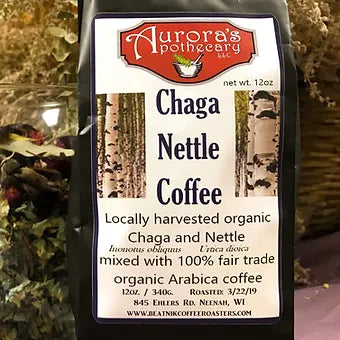 Aurora's
Apothecary
LLC
net wt. 12oz
Chaga
Nettle
Coffee
Locally harvested organic
Chaga and Nettle
Inonotus obliquus Urtica dioica
mixed with 100% fair trade
organic Arabica coffee
12oz. / 340g. Roasted: 3/22/19
845 Ehlers Rd. Neenah, WI
www.beatnikcoffeeroasters.com